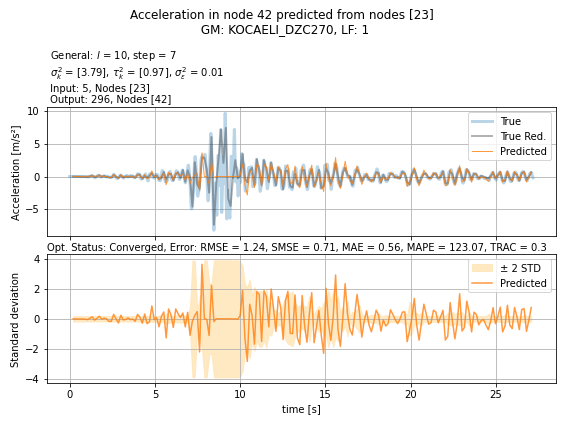 Acceleration in node 42 predicted from nodes [23]
GM: KOCAELI_DZC270, LF: 1
General: l = 10, step = 7
σ²ₖ = [3.79], τ²ₖ = [0.97], σ²ε = 0.01
Input: 5, Nodes [23]
Output: 296, Nodes [42]
10
5
0
−5
Acceleration [m/s²]
True
True Red.
Predicted
Opt. Status: Converged, Error: RMSE = 1.24, SMSE = 0.71, MAE = 0.56, MAPE = 123.07, TRAC = 0.3
4
2
0
−2
−4
Standard deviation
± 2 STD
Predicted
0 5 10 15 20 25
time [s]